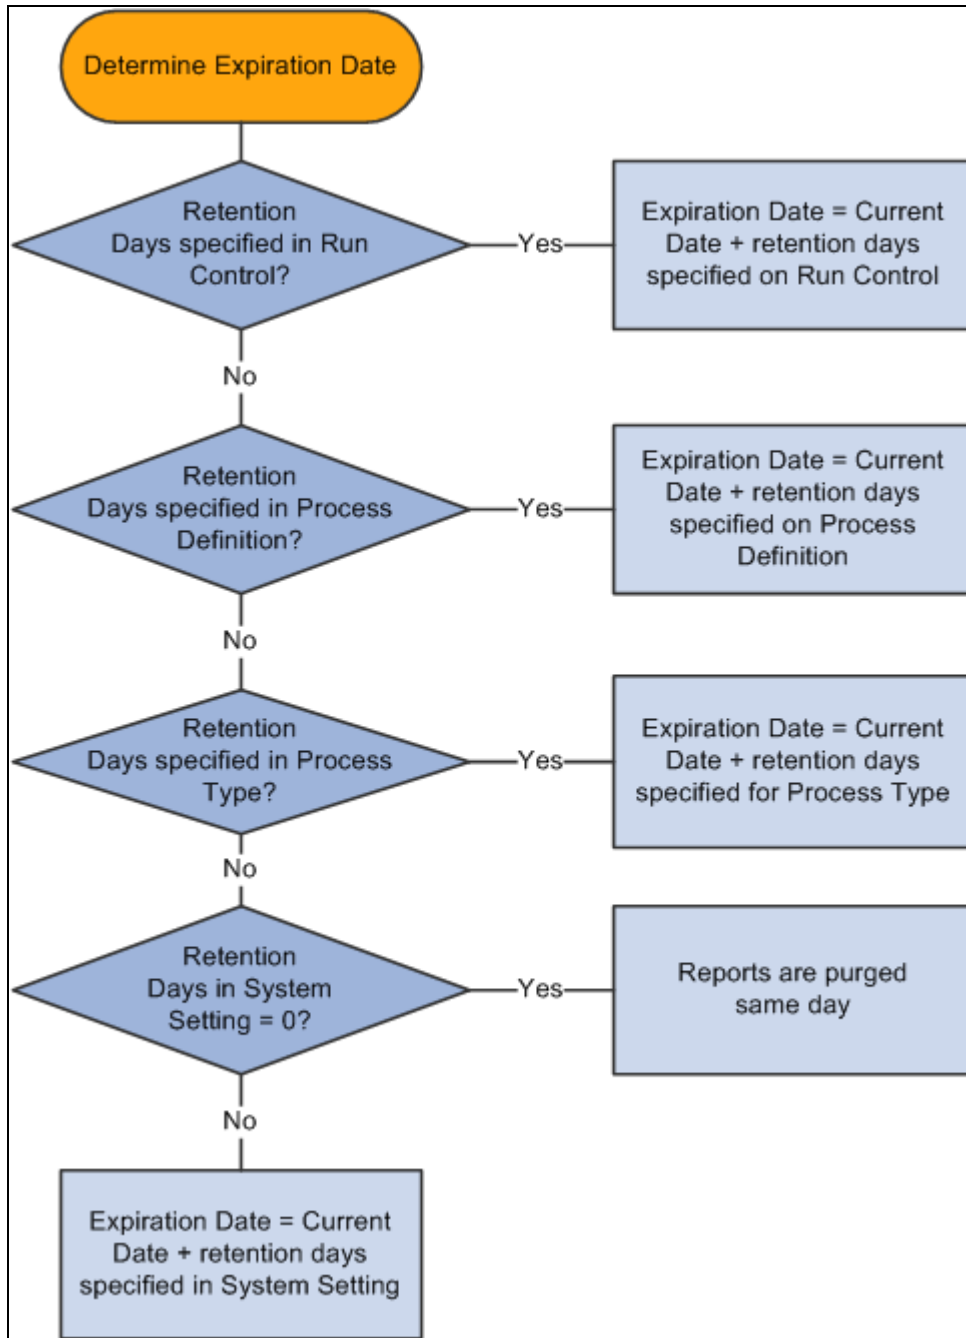 Determine Expiration Date
Retention
Days specified in Run
Control?
Yes
Expiration Date = Current
Date + retention days
specified on Run Control
No
Retention
Days specified in Process
Definition?
Yes
Expiration Date = Current
Date + retention days
specified on Process
Definition
No
Retention
Days specified in Process
Type?
Yes
Expiration Date = Current
Date + retention days
specified for Process Type
No
Retention
Days in System
Setting = 0?
Yes
Reports are purged
same day
No
Expiration Date = Current
Date + retention days
specified in System Setting